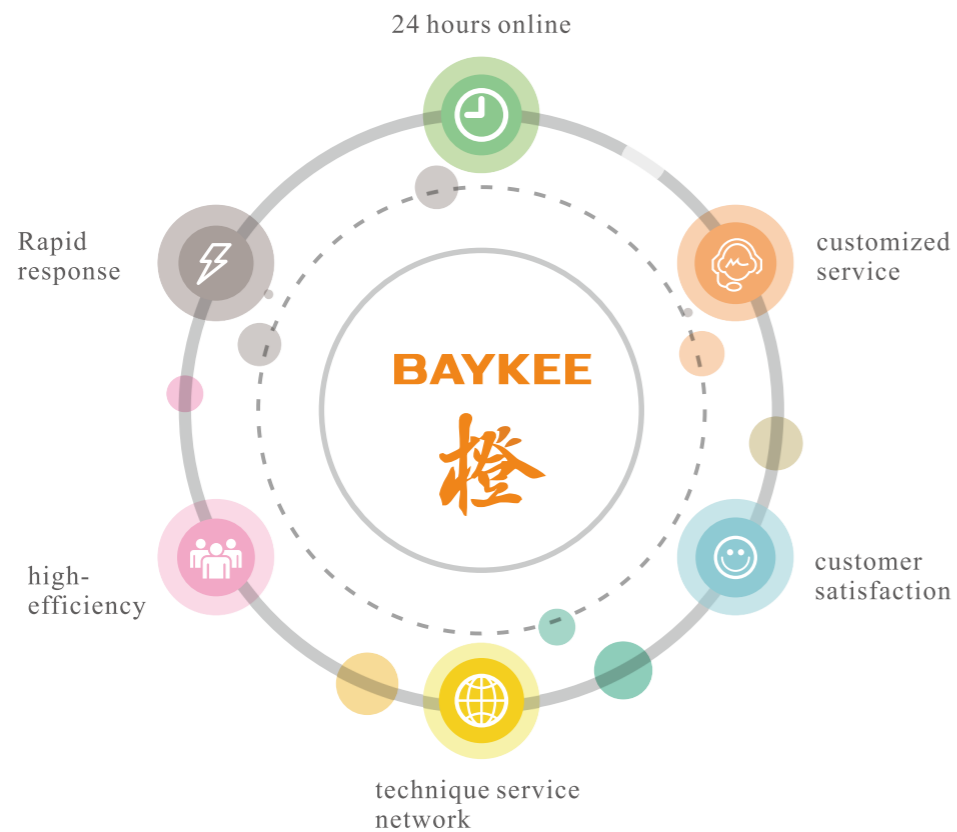 24 hours online
Rapid
response
customized
service
BAYKEE
橙
high-
efficiency
customer
satisfaction
technique service
network